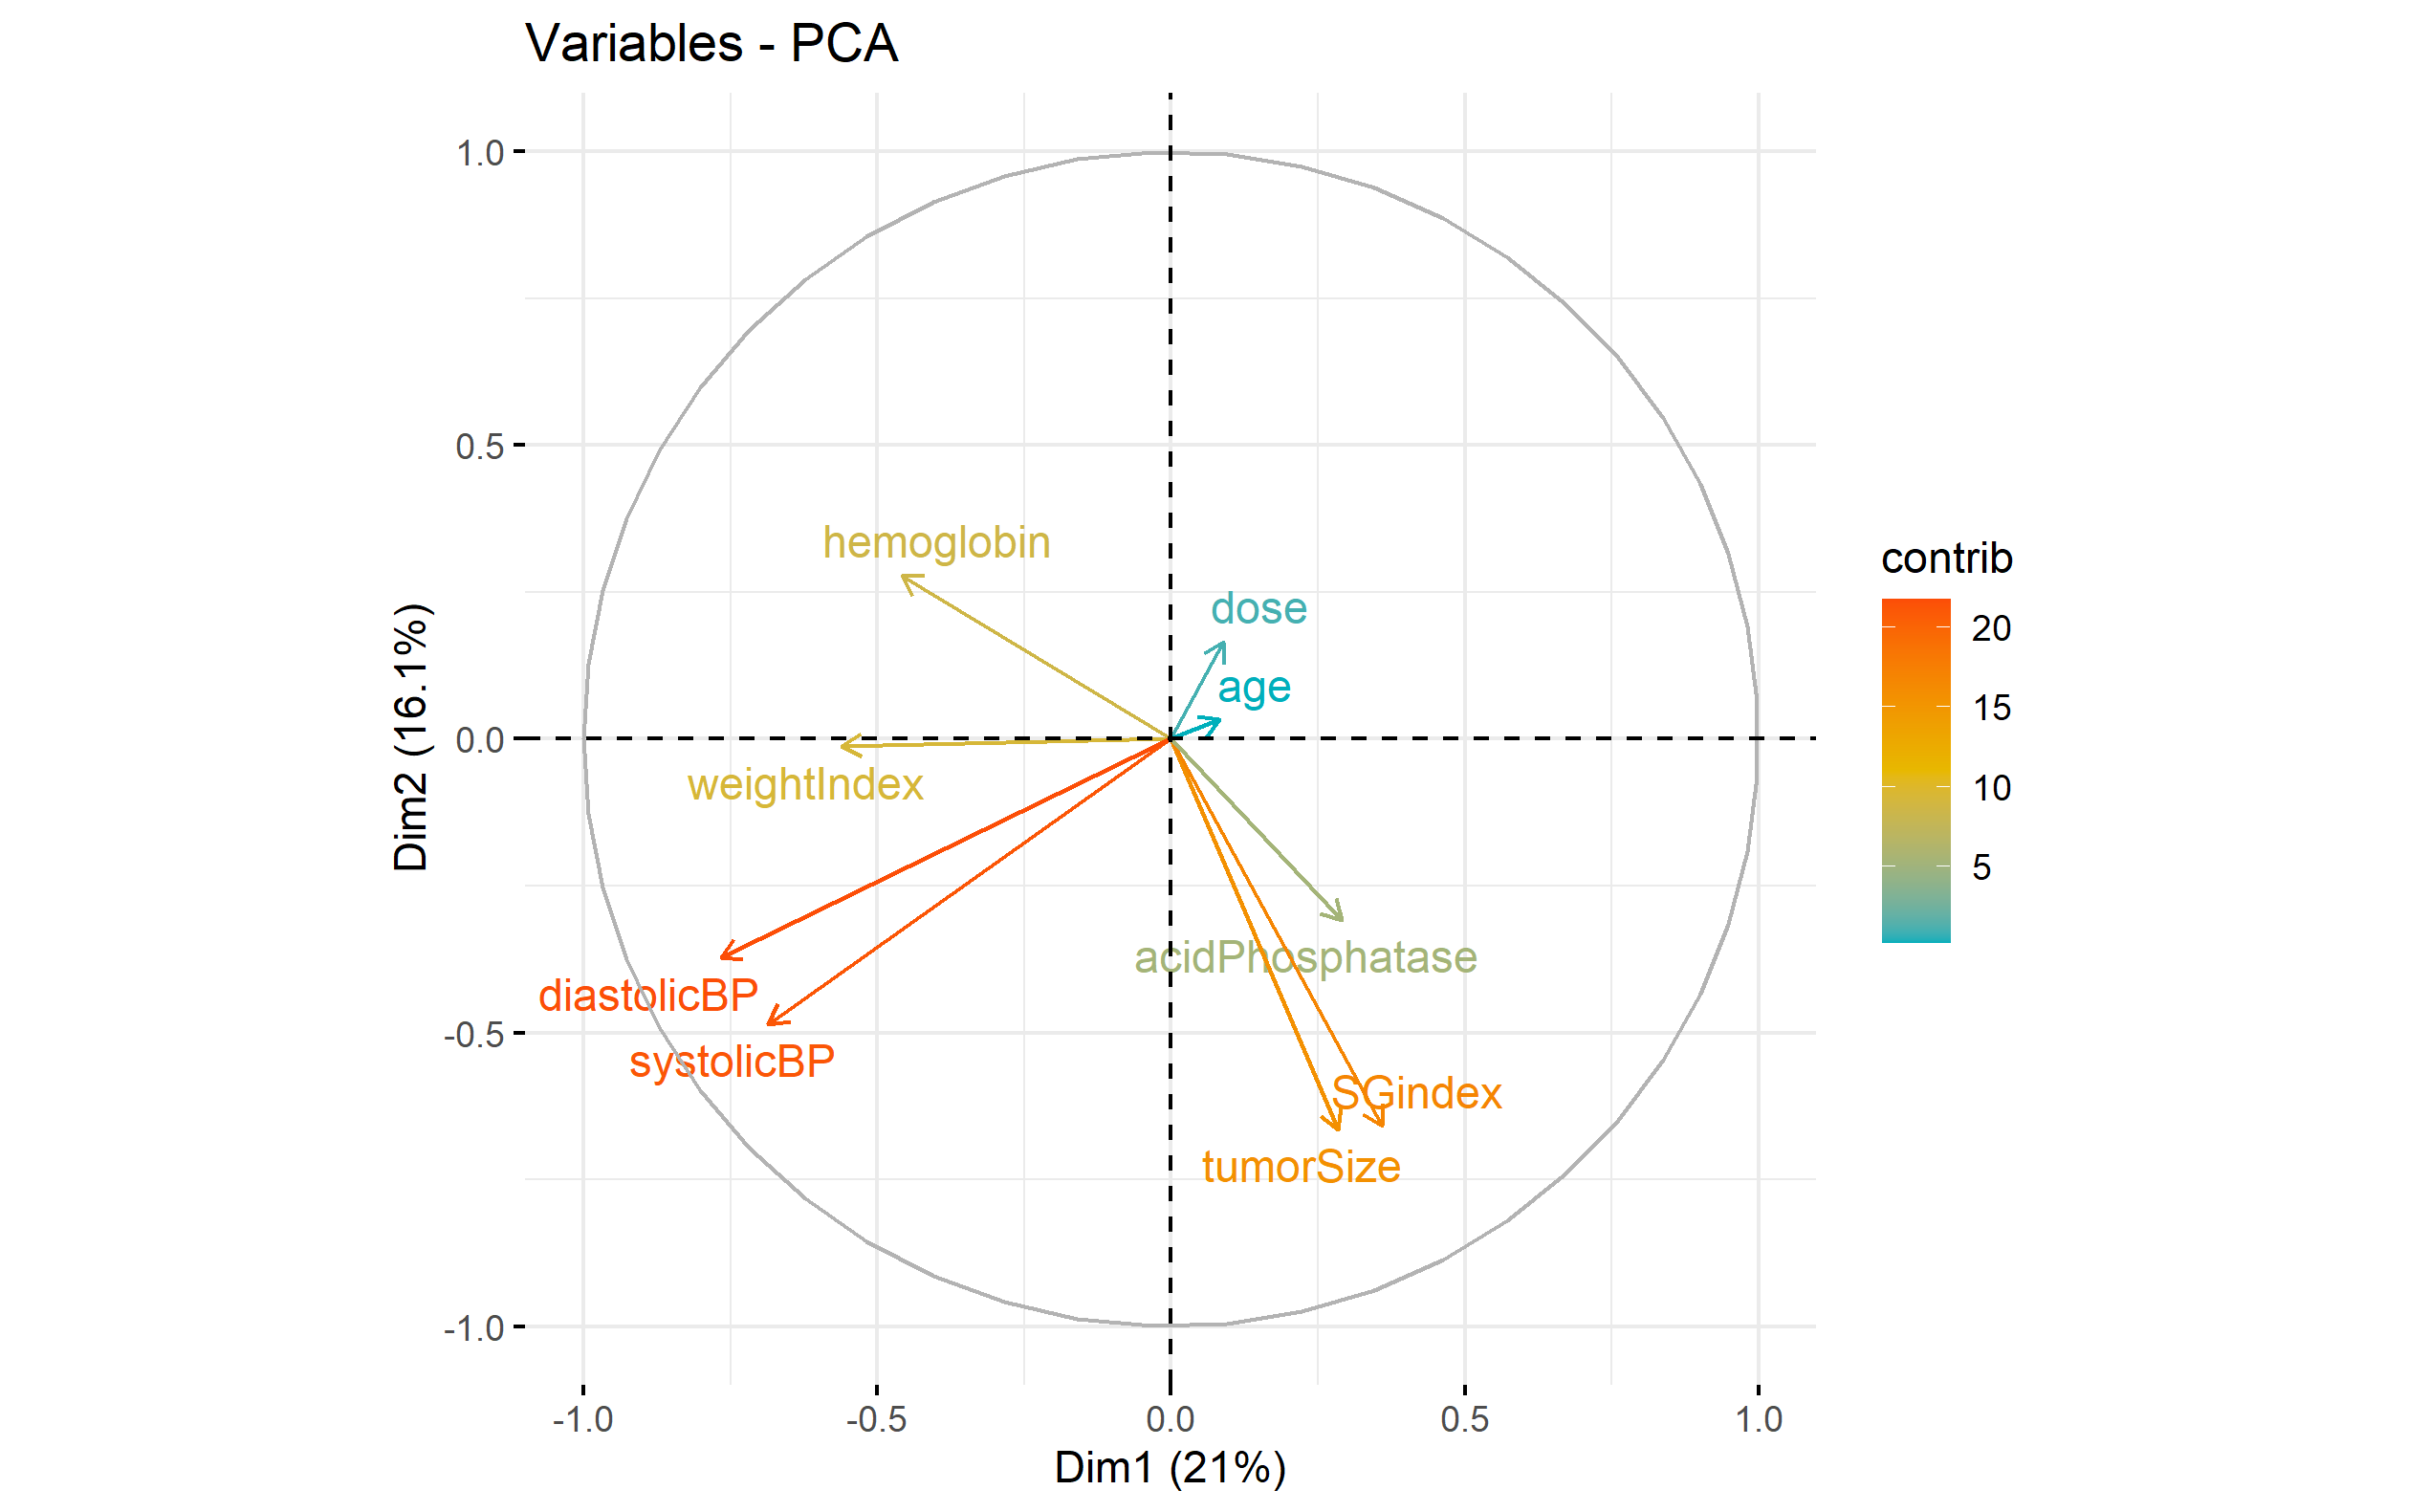 Variables - PCA
1.0
0.5
0.0
-0.5
-1.0
Dim2 (16.1%)
hemoglobin
dose
age
weightIndex
acidPhosphatase
diastolicBP
systolicBP
SGindex
tumorSize
-1.0
-0.5
0.0
0.5
1.0
Dim1 (21%)
contrib
20
15
10
5